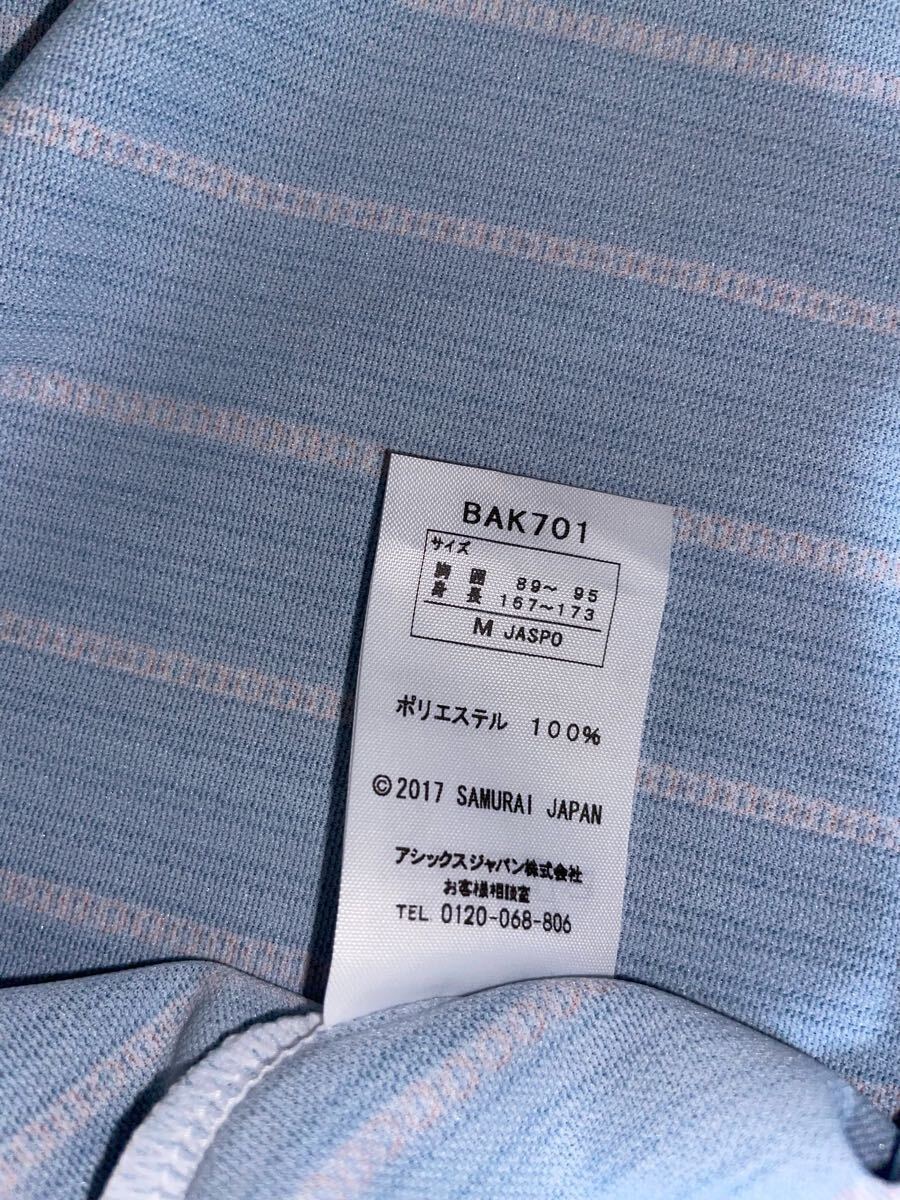 BAK701
サイズ
胸囲 89～ 95
身長 167～173
M JASPO
ポリエステル 100%
©2017 SAMURAI JAPAN
アシックスジャパン株式会社
お客様相談室
TEL 0120-068-806